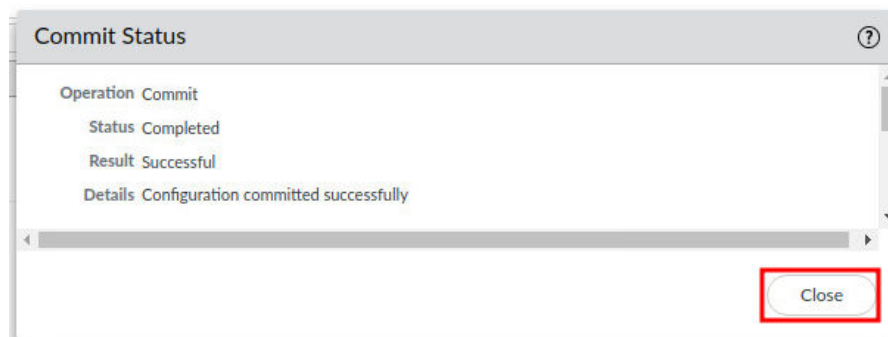 Commit Status
Operation Commit
Status Completed
Result Successful
Details Configuration committed successfully
Close